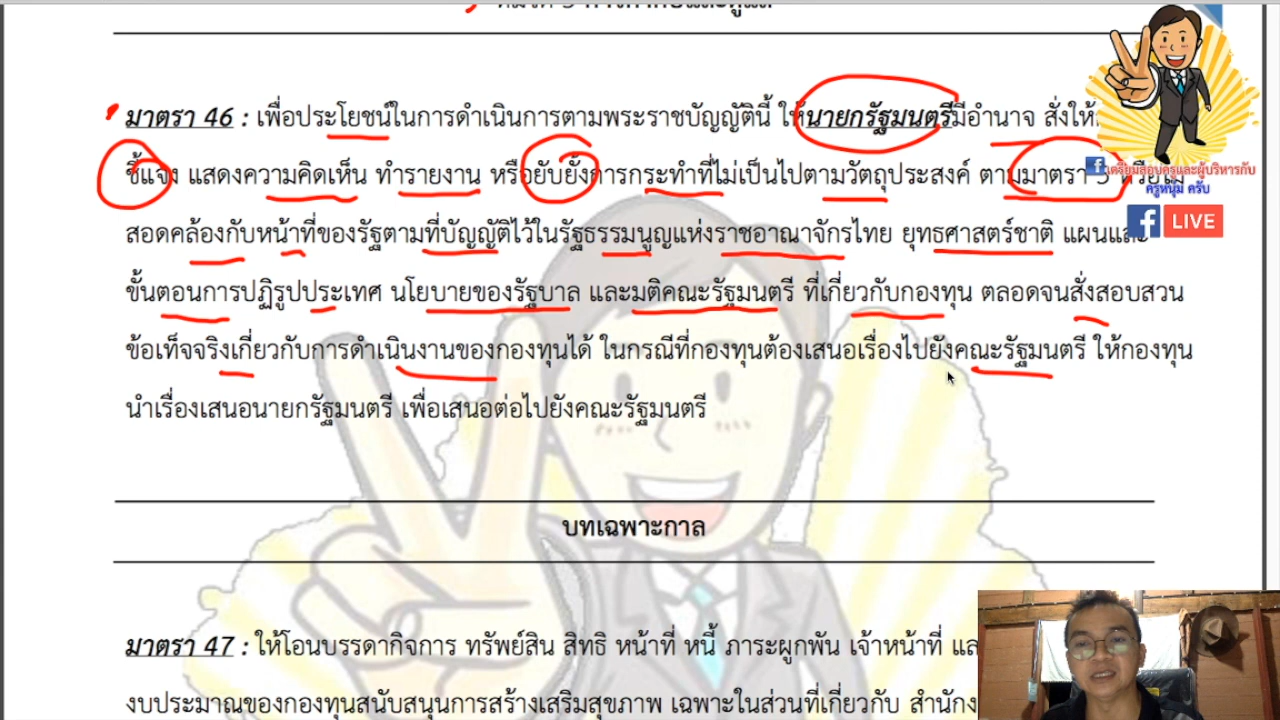 มาตรา 46 : เพื่อประโยชน์ในการดำเนินการตามพระราชบัญญัตินี้ ให้นายกรัฐมนตรีมีอำนาจ สั่งให้
ชี้แจง แสดงความคิดเห็น ทำรายงาน หรือยับยั้งการกระทำที่ไม่เป็นไปตามวัตถุประสงค์ ตามมาตรา 5 หรือไม่
สอดคล้องกับหน้าที่ของรัฐตามที่บัญญัติไว้ในรัฐธรรมนูญแห่งราชอาณาจักรไทย ยุทธศาสตร์ชาติ แผนและ
ขั้นตอนการปฏิรูปประเทศ นโยบายของรัฐบาล และมติคณะรัฐมนตรี ที่เกี่ยวกับกองทุน ตลอดจนสั่งสอบสวน
ข้อเท็จจริงเกี่ยวกับการดำเนินงานของกองทุนได้ ในกรณีที่กองทุนต้องเสนอเรื่องไปยังคณะรัฐมนตรี ให้กองทุน
นำเรื่องเสนอนายกรัฐมนตรี เพื่อเสนอต่อไปยังคณะรัฐมนตรี
บทเฉพาะกาล
มาตรา 47 : ให้โอนบรรดากิจการ ทรัพย์สิน สิทธิ หน้าที่ หนี้ ภาระผูกพัน เจ้าหน้าที่
งบประมาณของกองทุนสนับสนุนการสร้างเสริมสุขภาพ เฉพาะในส่วนที่เกี่ยวกับ
เตรียมสอบครูและผู้บริหารกับ
ครูหนุ่ม ครับ
LIVE